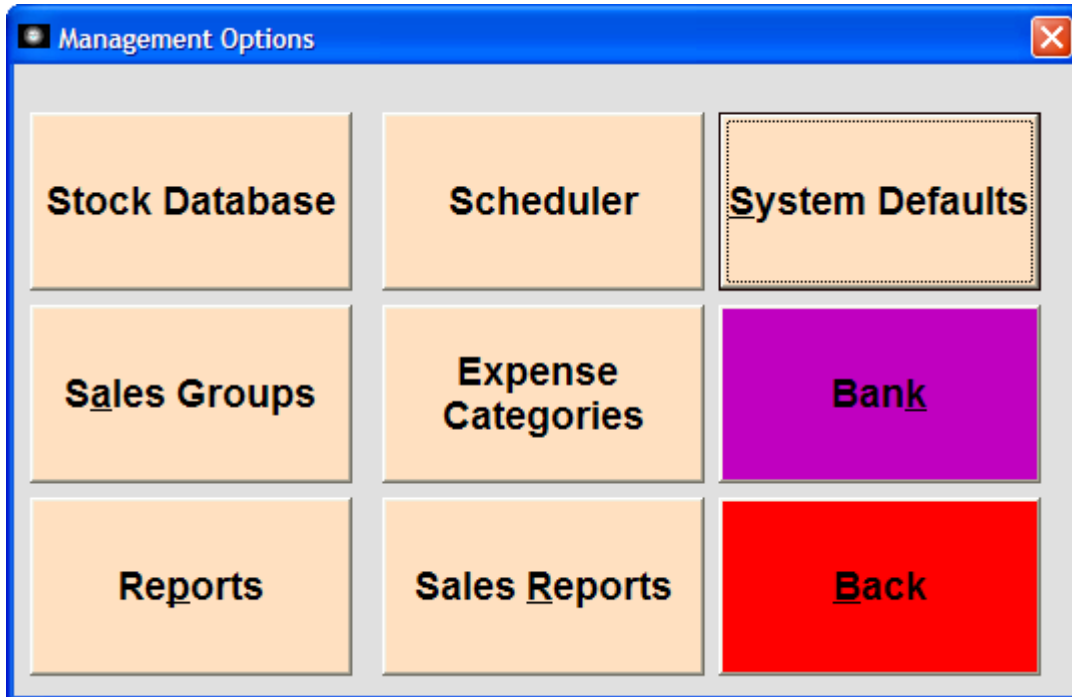 Management Options
Stock Database
Scheduler
System Defaults
Sales Groups
Expense
Categories
Bank
Reports
Sales Reports
Back